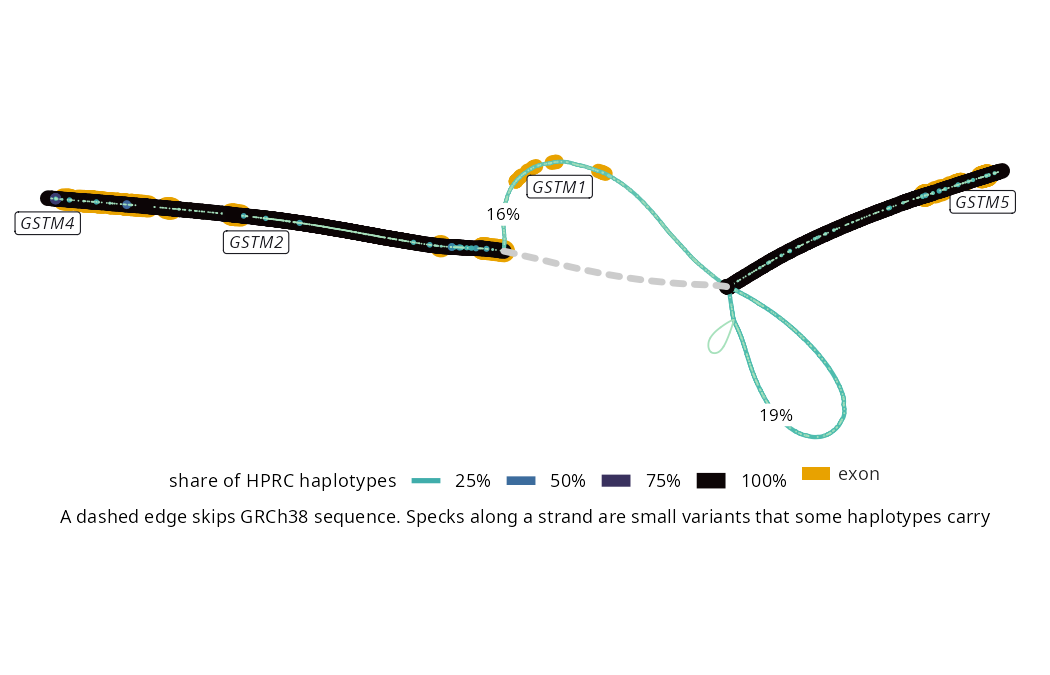 GSTM1
16%
GSTM5
GSTM4
GSTM2
19%
share of HPRC haplotypes 25% 50% 75% 100% exon
A dashed edge skips GRCh38 sequence. Specks along a strand are small variants that some haplotypes carry